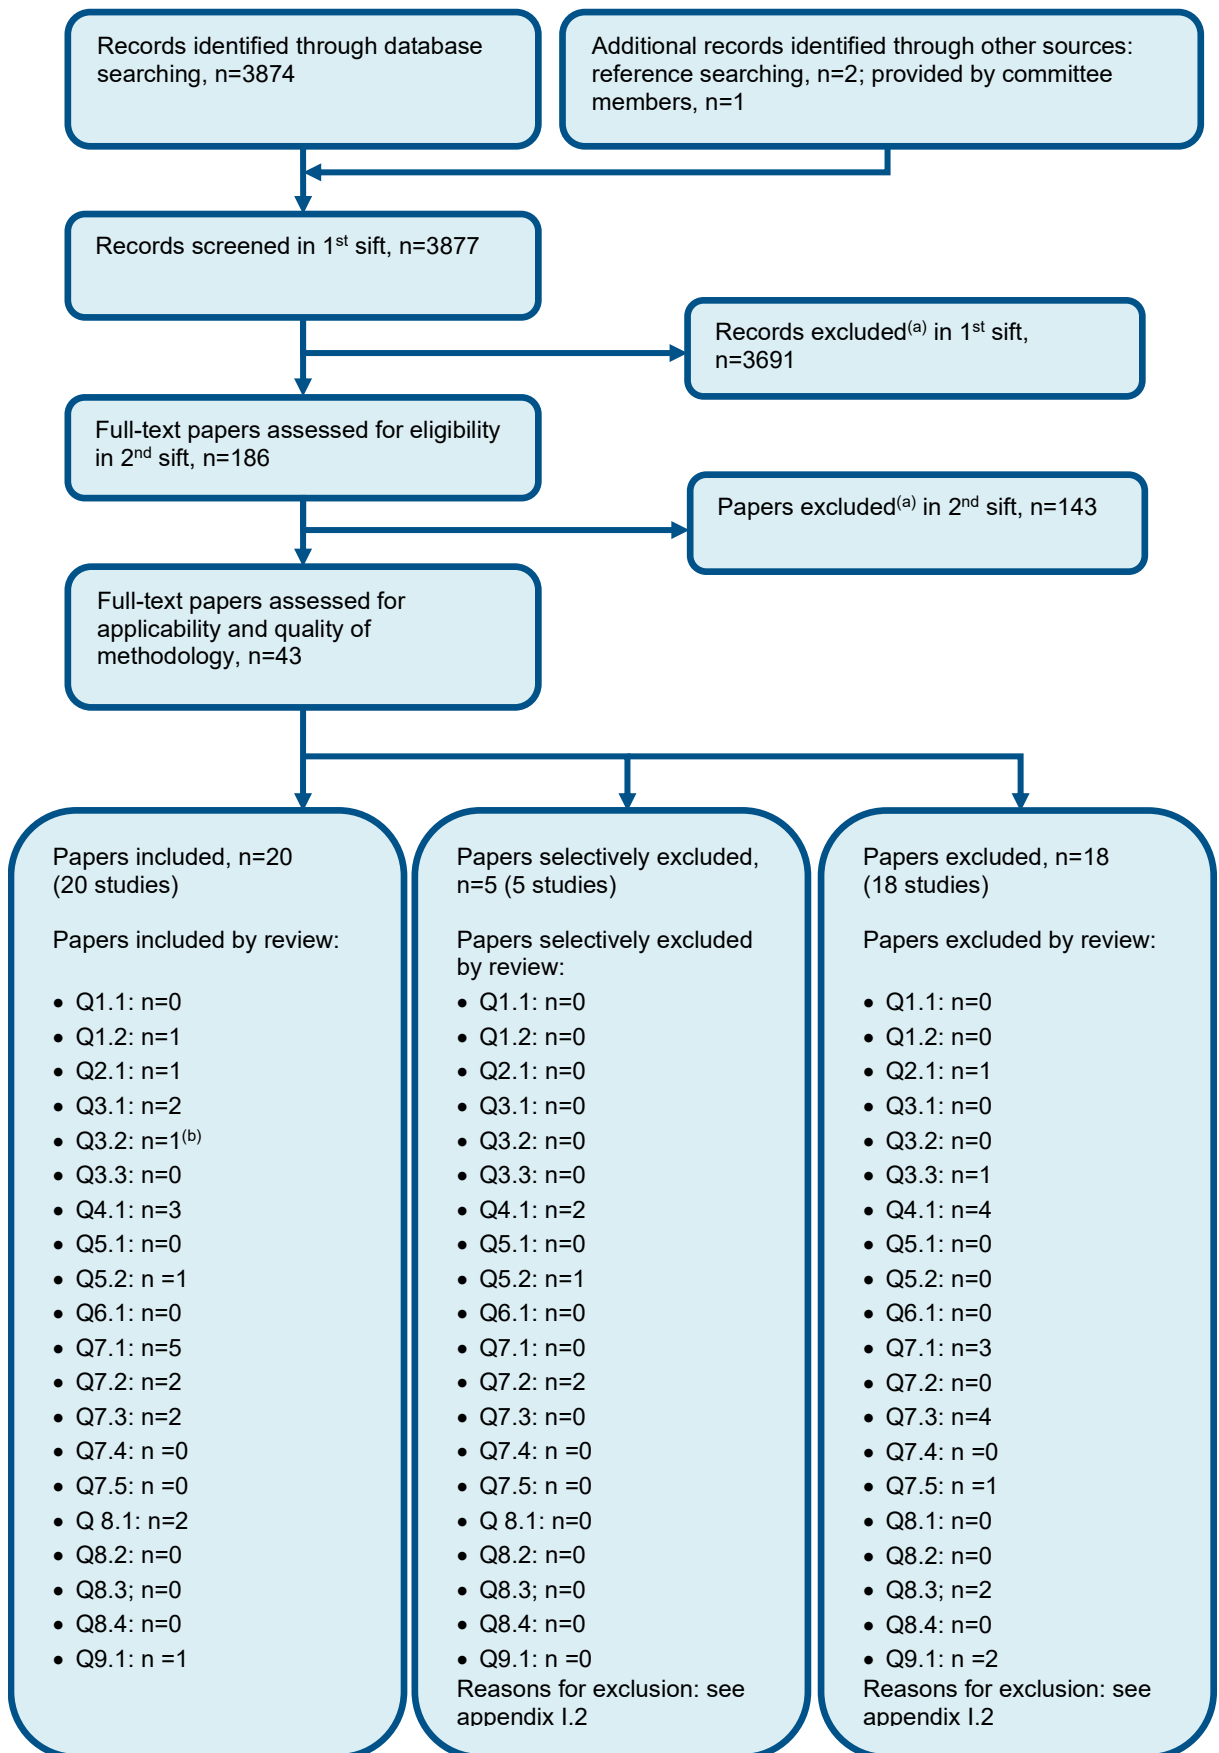 Records identified through database
searching, n=3874
Additional records identified through other sources:
reference searching, n=2; provided by committee
members, n=1
Records screened in 1st sift, n=3877
Records excluded(a) in 1st sift,
n=3691
Full-text papers assessed for eligibility
in 2nd sift, n=186
Papers excluded(a) in 2nd sift, n=143
Full-text papers assessed for
applicability and quality of
methodology, n=43
Papers included, n=20
(20 studies)
Papers included by review:
• Q1.1: n=0
• Q1.2: n=1
• Q2.1: n=1
• Q3.1: n=2
• Q3.2: n=1(b)
• Q3.3: n=0
• Q4.1: n=3
• Q5.1: n=0
• Q5.2: n =1
• Q6.1: n=0
• Q7.1: n=5
• Q7.2: n=2
• Q7.3: n=2
• Q7.4: n =0
• Q7.5: n =0
• Q 8.1: n=2
• Q8.2: n=0
• Q8.3; n=0
• Q8.4: n=0
• Q9.1: n =1
Papers selectively excluded,
n=5 (5 studies)
Papers selectively excluded
by review:
• Q1.1: n=0
• Q1.2: n=0
• Q2.1: n=0
• Q3.1: n=0
• Q3.2: n=0
• Q3.3: n=0
• Q4.1: n=2
• Q5.1: n=0
• Q5.2: n=1
• Q6.1: n=0
• Q7.1: n=0
• Q7.2: n=2
• Q7.3: n=0
• Q7.4: n =0
• Q7.5: n =0
• Q 8.1: n=0
• Q8.2: n=0
• Q8.3; n=0
• Q8.4: n=0
• Q9.1: n =0
Reasons for exclusion: see
appendix I.2
Papers excluded, n=18
(18 studies)
Papers excluded by review:
• Q1.1: n=0
• Q1.2: n=0
• Q2.1: n=1
• Q3.1: n=0
• Q3.2: n=0
• Q3.3: n=1
• Q4.1: n=4
• Q5.1: n=0
• Q5.2: n=0
• Q6.1: n=0
• Q7.1: n=3
• Q7.2: n=0
• Q7.3: n=4
• Q7.4: n =0
• Q7.5: n =1
• Q8.1: n=0
• Q8.2: n=0
• Q8.3; n=2
• Q8.4: n=0
• Q9.1: n =2
Reasons for exclusion: see
appendix I.2